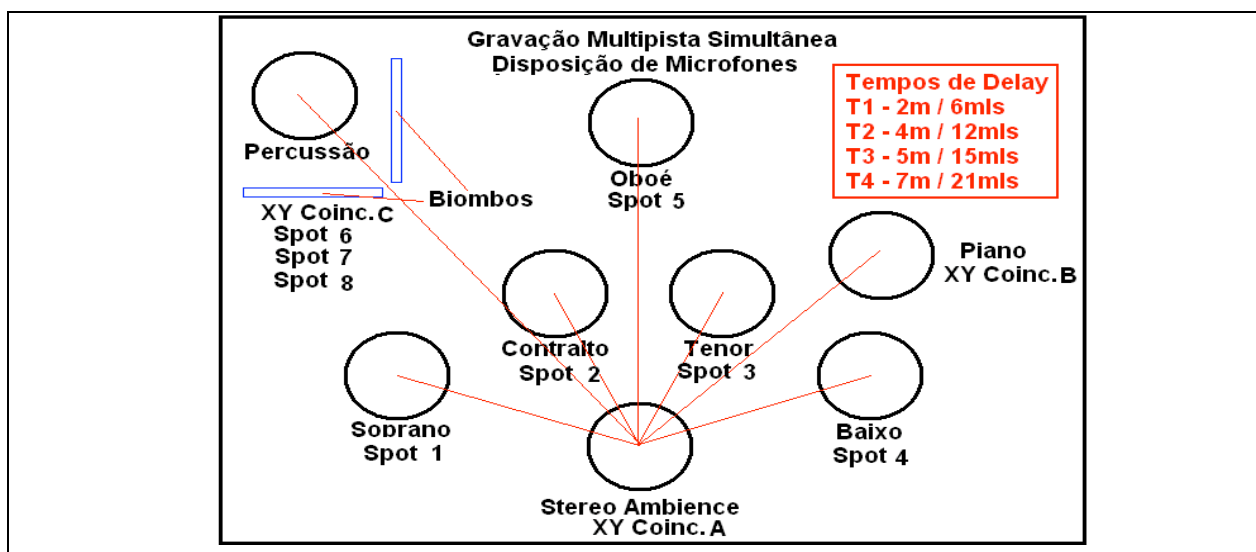 Gravação Multipista Simultânea
Disposição de Microfones
Tempos de Delay
T1 - 2m / 6mls
T2 - 4m / 12mls
T3 - 5m / 15mls
T4 - 7m / 21mls
Percussão
Biombos
XY Coinc. C
Spot 6
Spot 7
Spot 8
Oboé
Spot 5
Piano
XY Coinc. B
Contralto
Spot 2
Tenor
Spot 3
Soprano
Spot 1
Baixo
Spot 4
Stereo Ambience
XY Coinc. A